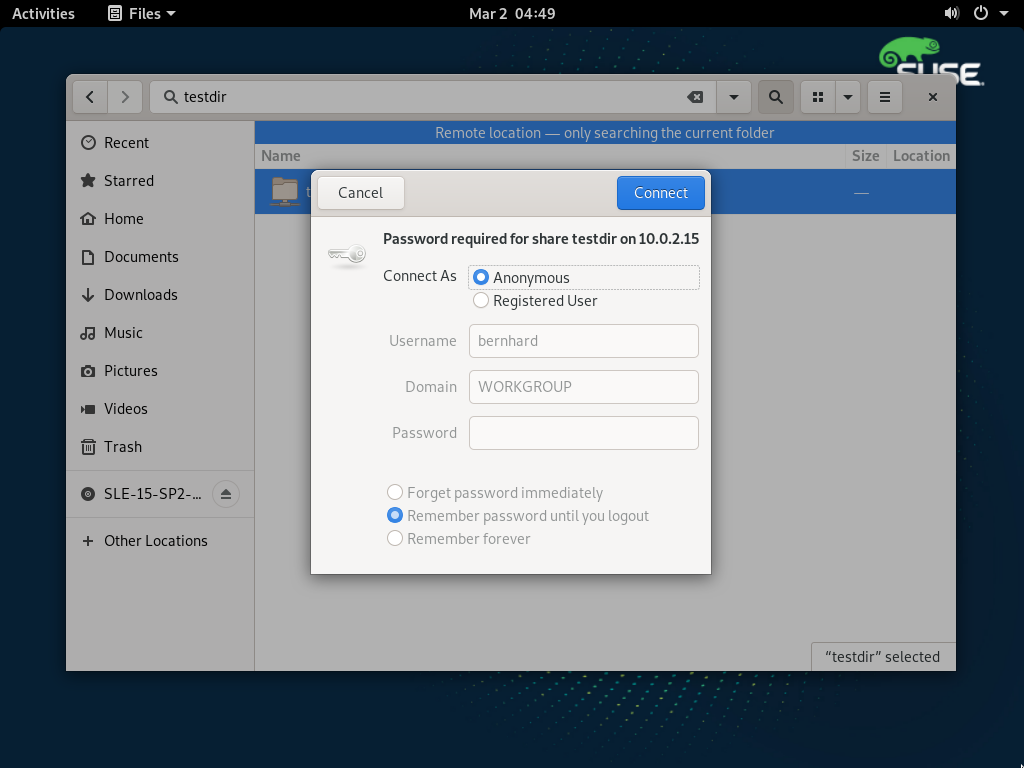 Activities Files Mar 2 04:49
SUSE
testdir
Remote location — only searching the current folder
Name Size Location
t —
Recent
Starred
Home
Documents
Downloads
Music
Pictures
Videos
Trash
SLE-15-SP2-...
Other Locations
Cancel Connect
Password required for share testdir on 10.0.2.15
Connect As Anonymous
Registered User
Username bernhard
Domain WORKGROUP
Password
Forget password immediately
Remember password until you logout
Remember forever
“testdir” selected